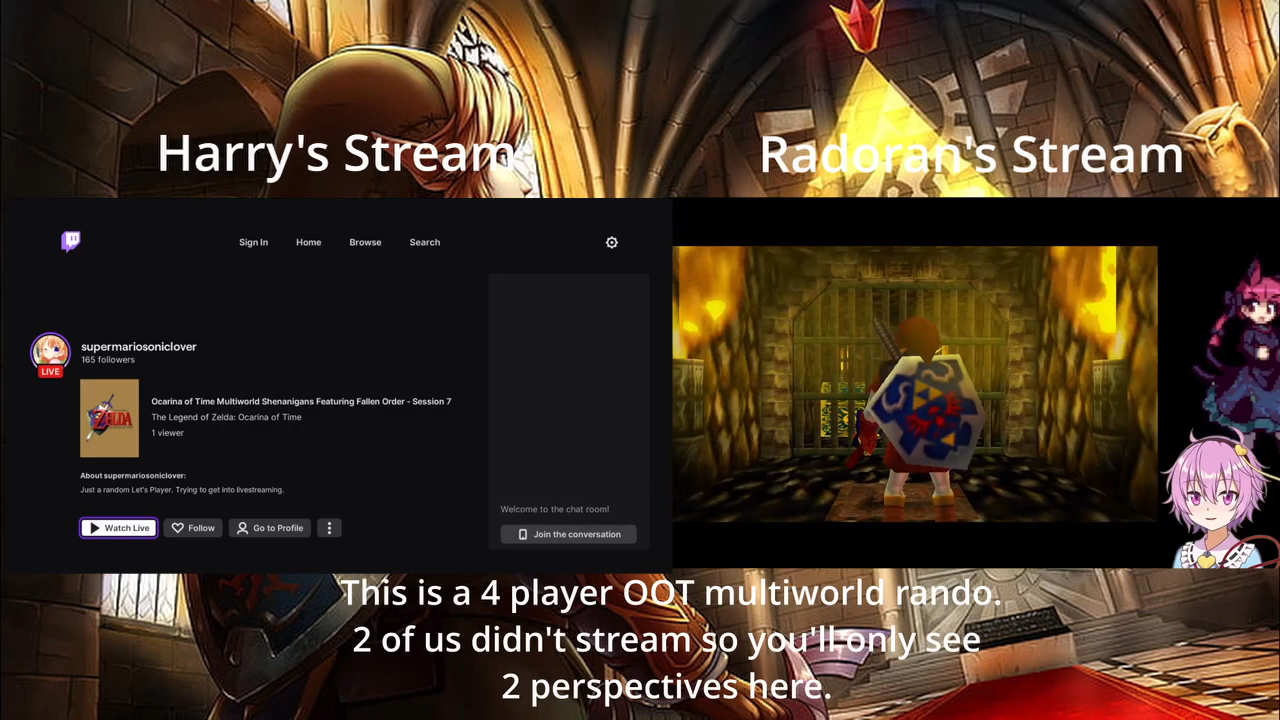 Harry's Stream
Radoran's Stream
Sign In
Home
Browse
Search
supermariosoniclover
165 followers
LIVE
ZELDA
Ocarina of Time Multiworld Shenanigans Featuring Fallen Order - Session 7
The Legend of Zelda: Ocarina of Time
1 viewer
About supermariosoniclover:
Just a random Let's Player. Trying to get into livestreaming.
Watch Live
Follow
Go to Profile
Welcome to the chat room!
Join the conversation
This is a 4 player OOT multiworld rando.
2 of us didn't stream so you'll only see
2 perspectives here.